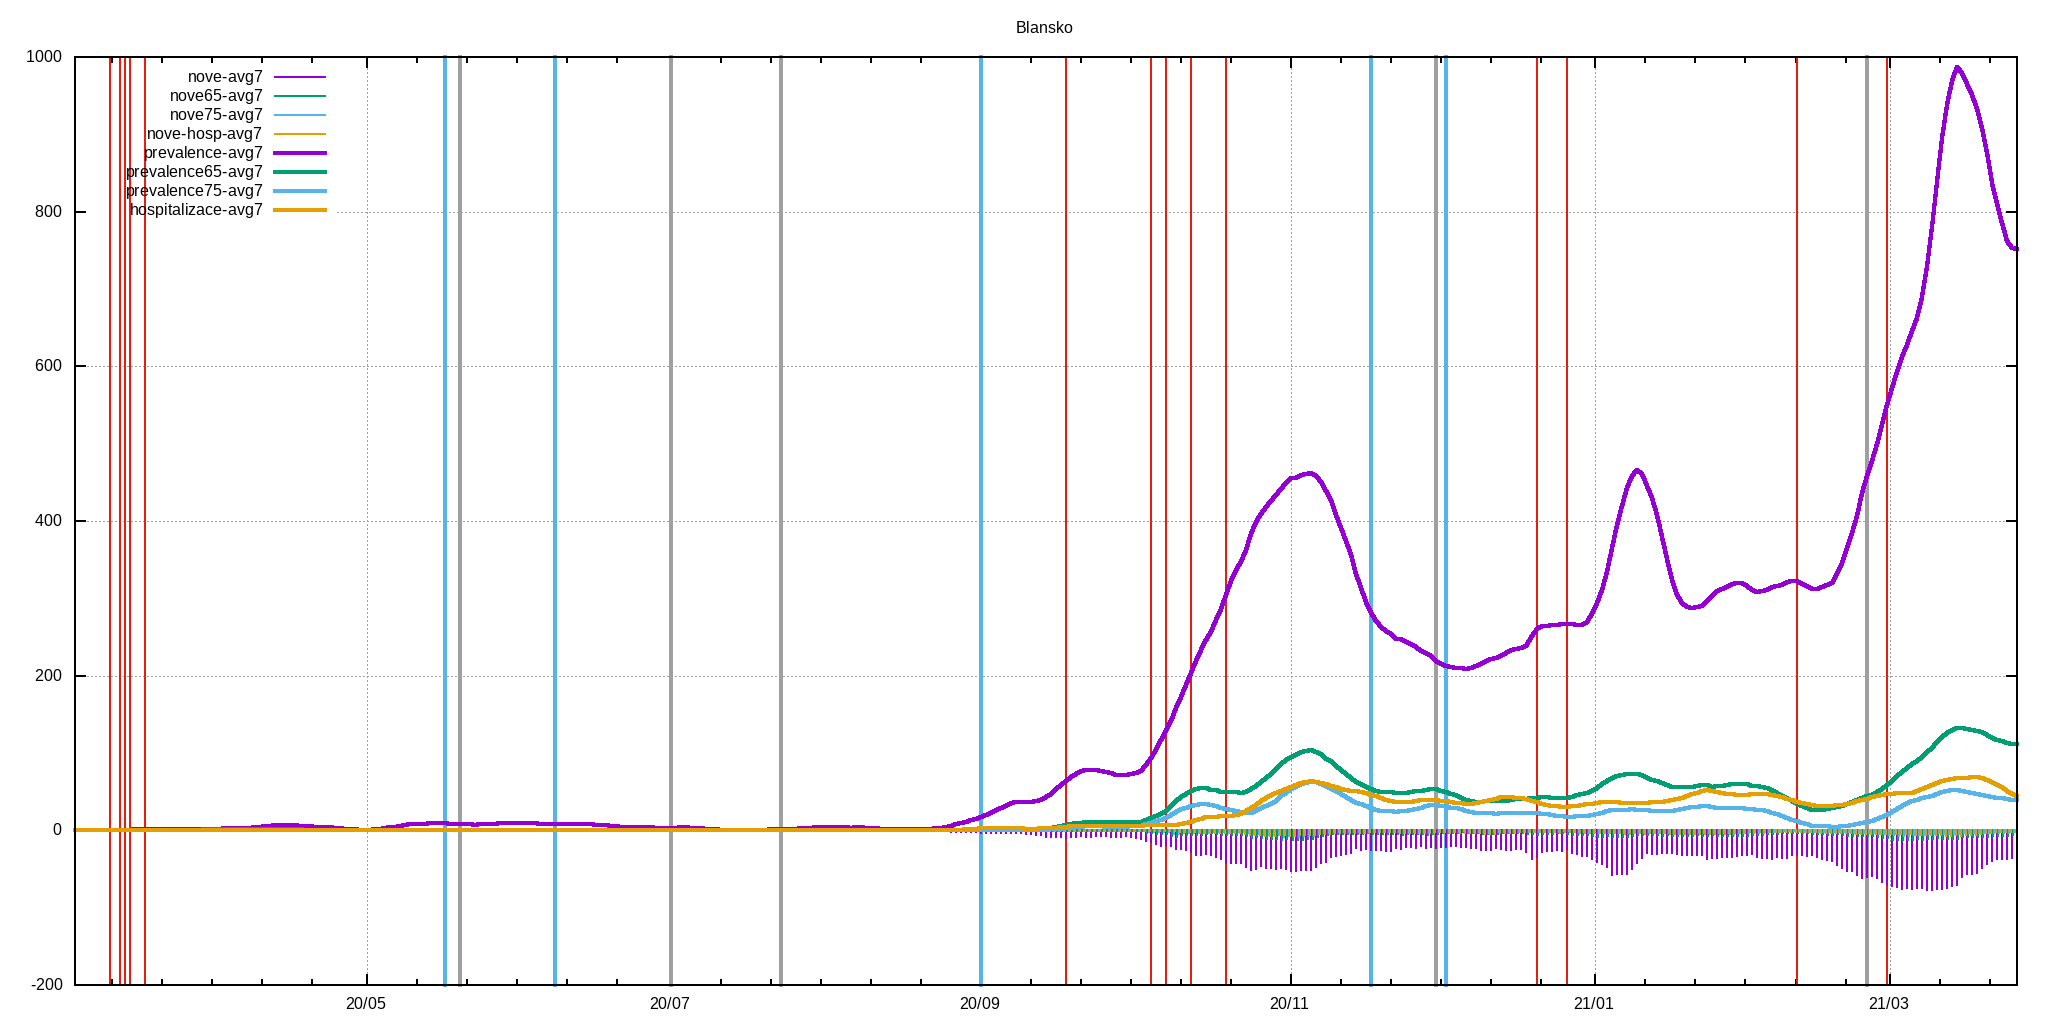 Blansko
1000
800
600
400
200
0
-200
nove-avg7
nove65-avg7
nove75-avg7
nove-hosp-avg7
prevalence-avg7
prevalence65-avg7
prevalence75-avg7
hospitalizace-avg7
20/05 20/07 20/09 20/11 21/01 21/03